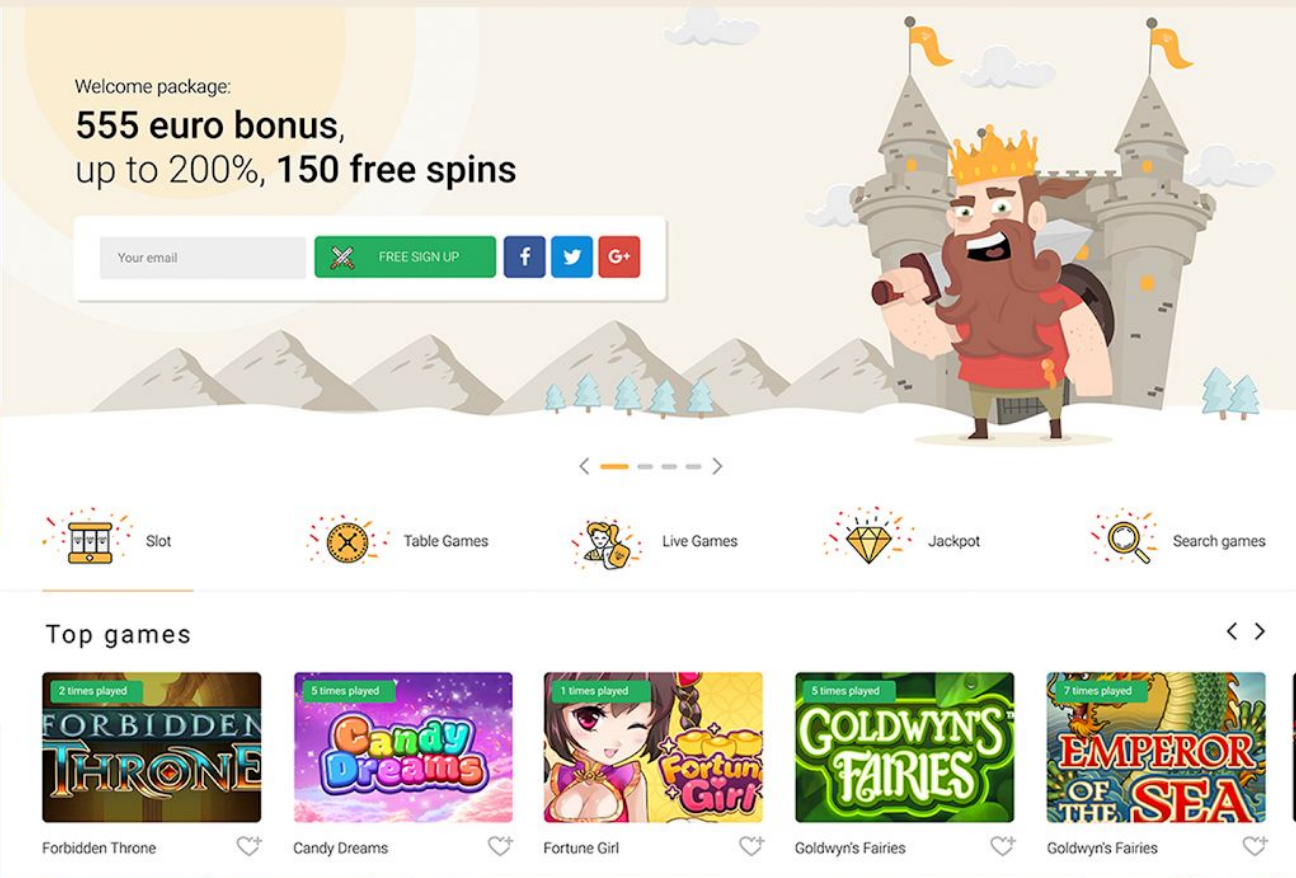 Welcome package:
555 euro bonus,
up to 200%, 150 free spins
Your email
FREE SIGN UP
f
G+
Slot
Table Games
Live Games
Jackpot
Search games
Top games
2 times played
FORBIDDEN
THRONE
5 times played
Candy
Dreams
1 times played
Fortun
Girl
5 times played
GOLDWYN'S™
FAIRIES
7 times played
EMPEROR
OF THE SEA
Forbidden Throne
Candy Dreams
Fortune Girl
Goldwyn's Fairies
Goldwyn's Fairies